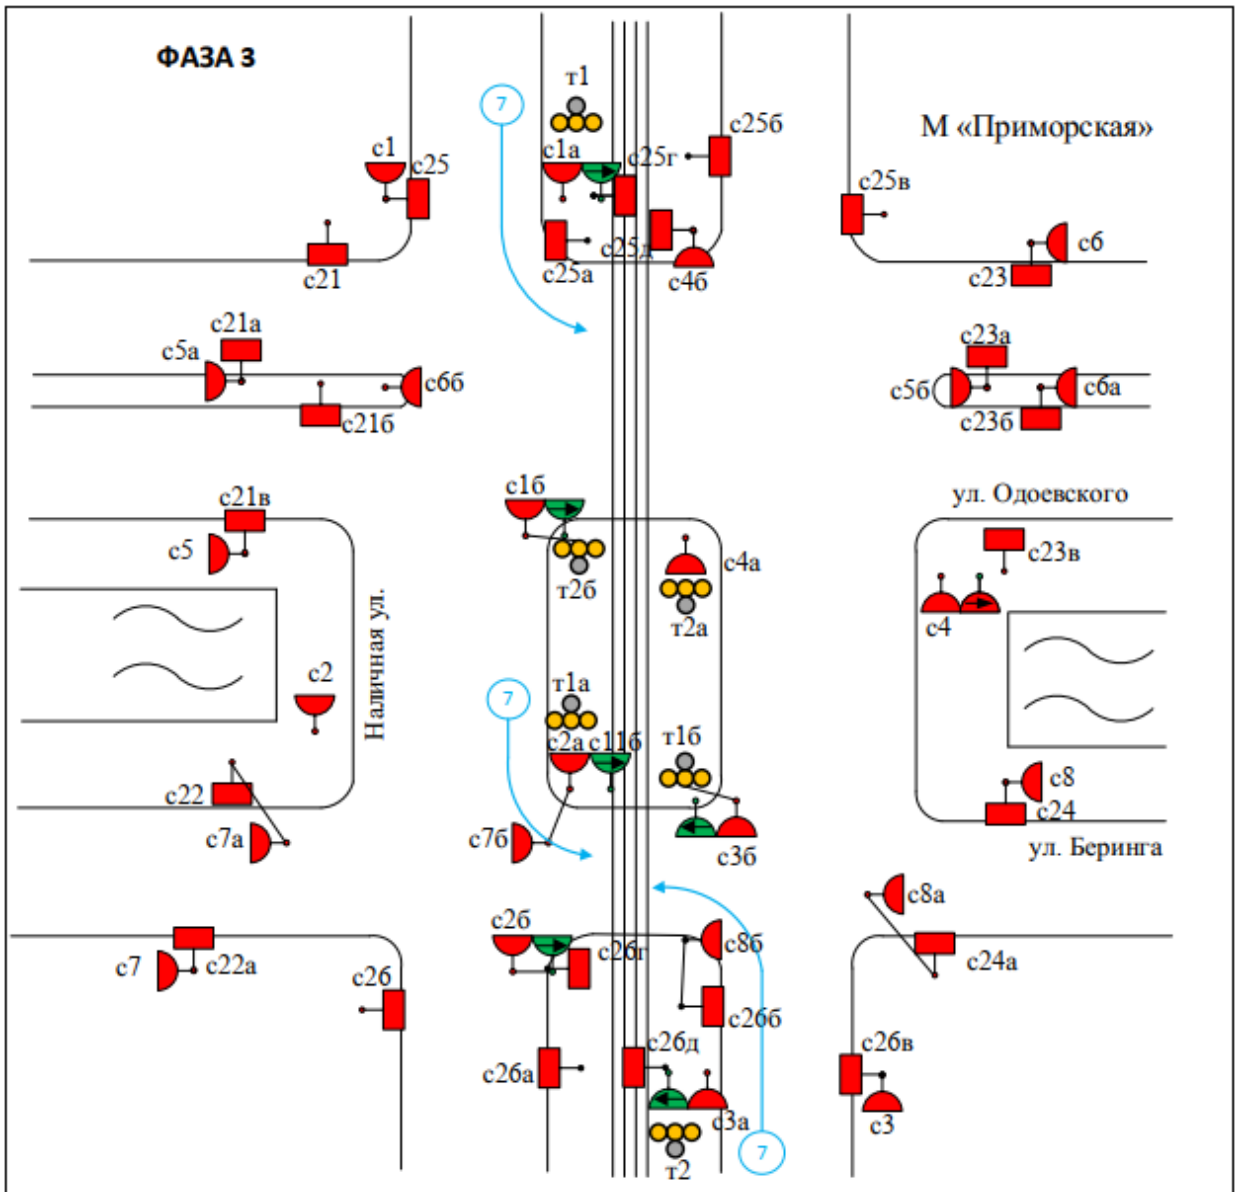 ФАЗА 3
т1
7
с25б
М «Приморская»
с1
с25
с1а
с25г
с25в
с6
с21
с25а
с25д
с4б
с23
с21а
с5а
с6б
с21б
с23а
с5б
с6а
с23б
с1б
с21в
ул. Одоевского
с5
т2б
с4а
с23в
т2а
с4
Наличная ул.
с2
7
т1а
с2а
с11б
т1б
с22
с8
с24
с7а
с7б
с3б
ул. Беринга
с8а
с2б
с26г
с8б
с7
с22а
с26
с24а
с26б
с26а
с26д
с26в
с3а
с3
т2
7